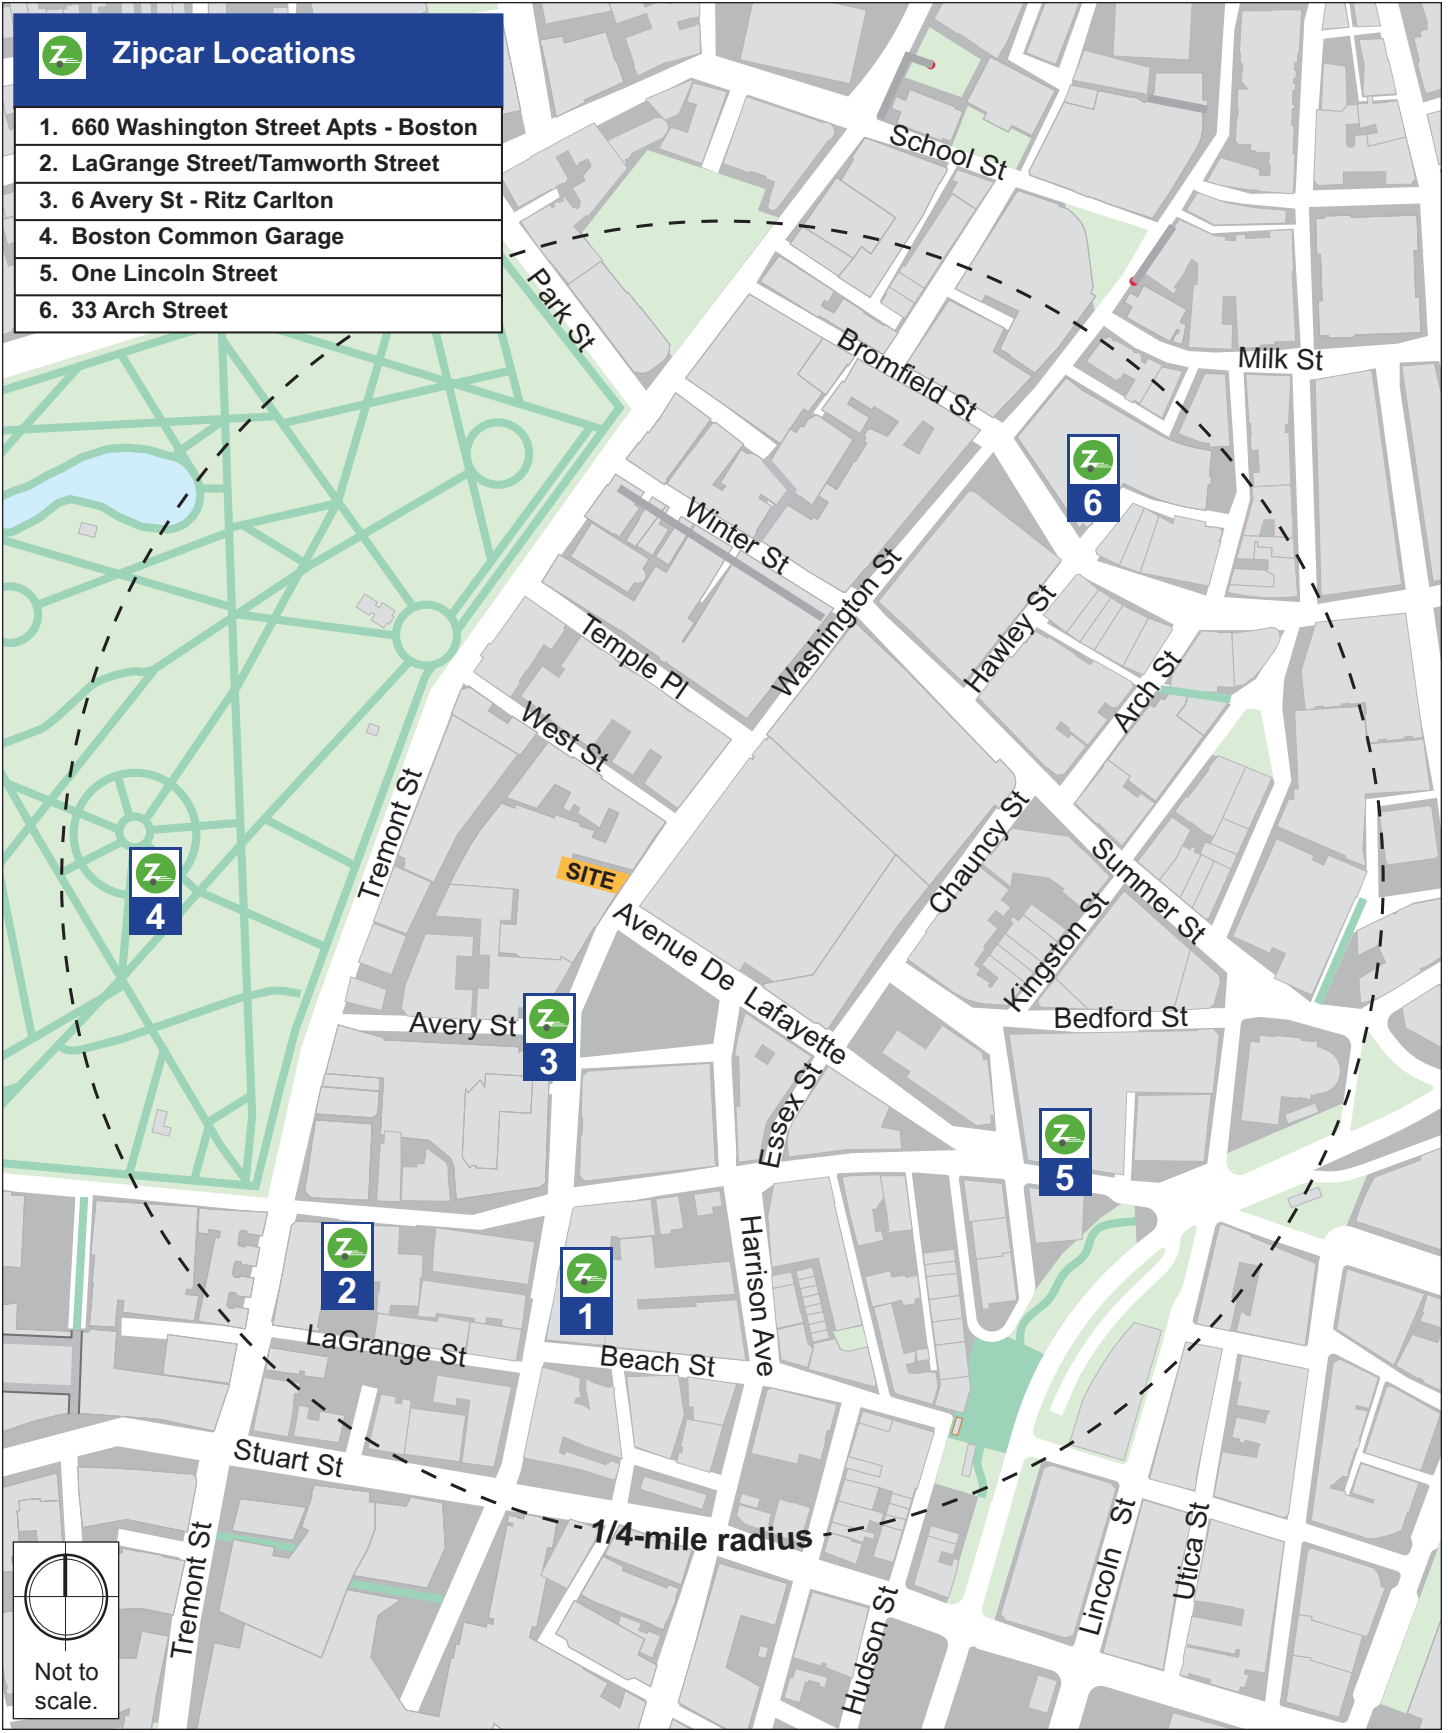 Zipcar Locations
1. 660 Washington Street Apts - Boston
2. LaGrange Street/Tamworth Street
3. 6 Avery St - Ritz Carlton
4. Boston Common Garage
5. One Lincoln Street
6. 33 Arch Street
School St
Park St
Milk St
Bromfield St
6
Winter St
Washington St
Hawley St
Temple Pl
Arch St
West St
Tremont St
Chauncy St
Summer St
SITE
4
Kingston St
Avenue De Lafayette
Avery St
3
Bedford St
Essex St
5
Harrison Ave
2
1
LaGrange St
Beach St
Stuart St
1/4-mile radius
Tremont St
Lincoln St
Utica St
Hudson St
Not to
scale.